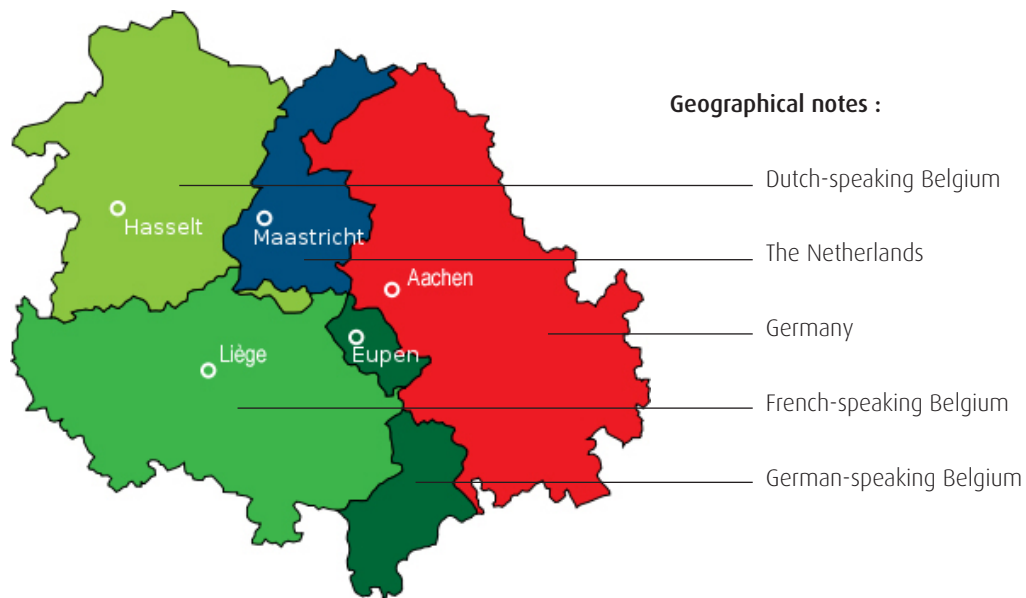 Geographical notes :
Dutch-speaking Belgium
Hasselt
Maastricht
The Netherlands
Aachen
Germany
Liège
Eupen
French-speaking Belgium
German-speaking Belgium